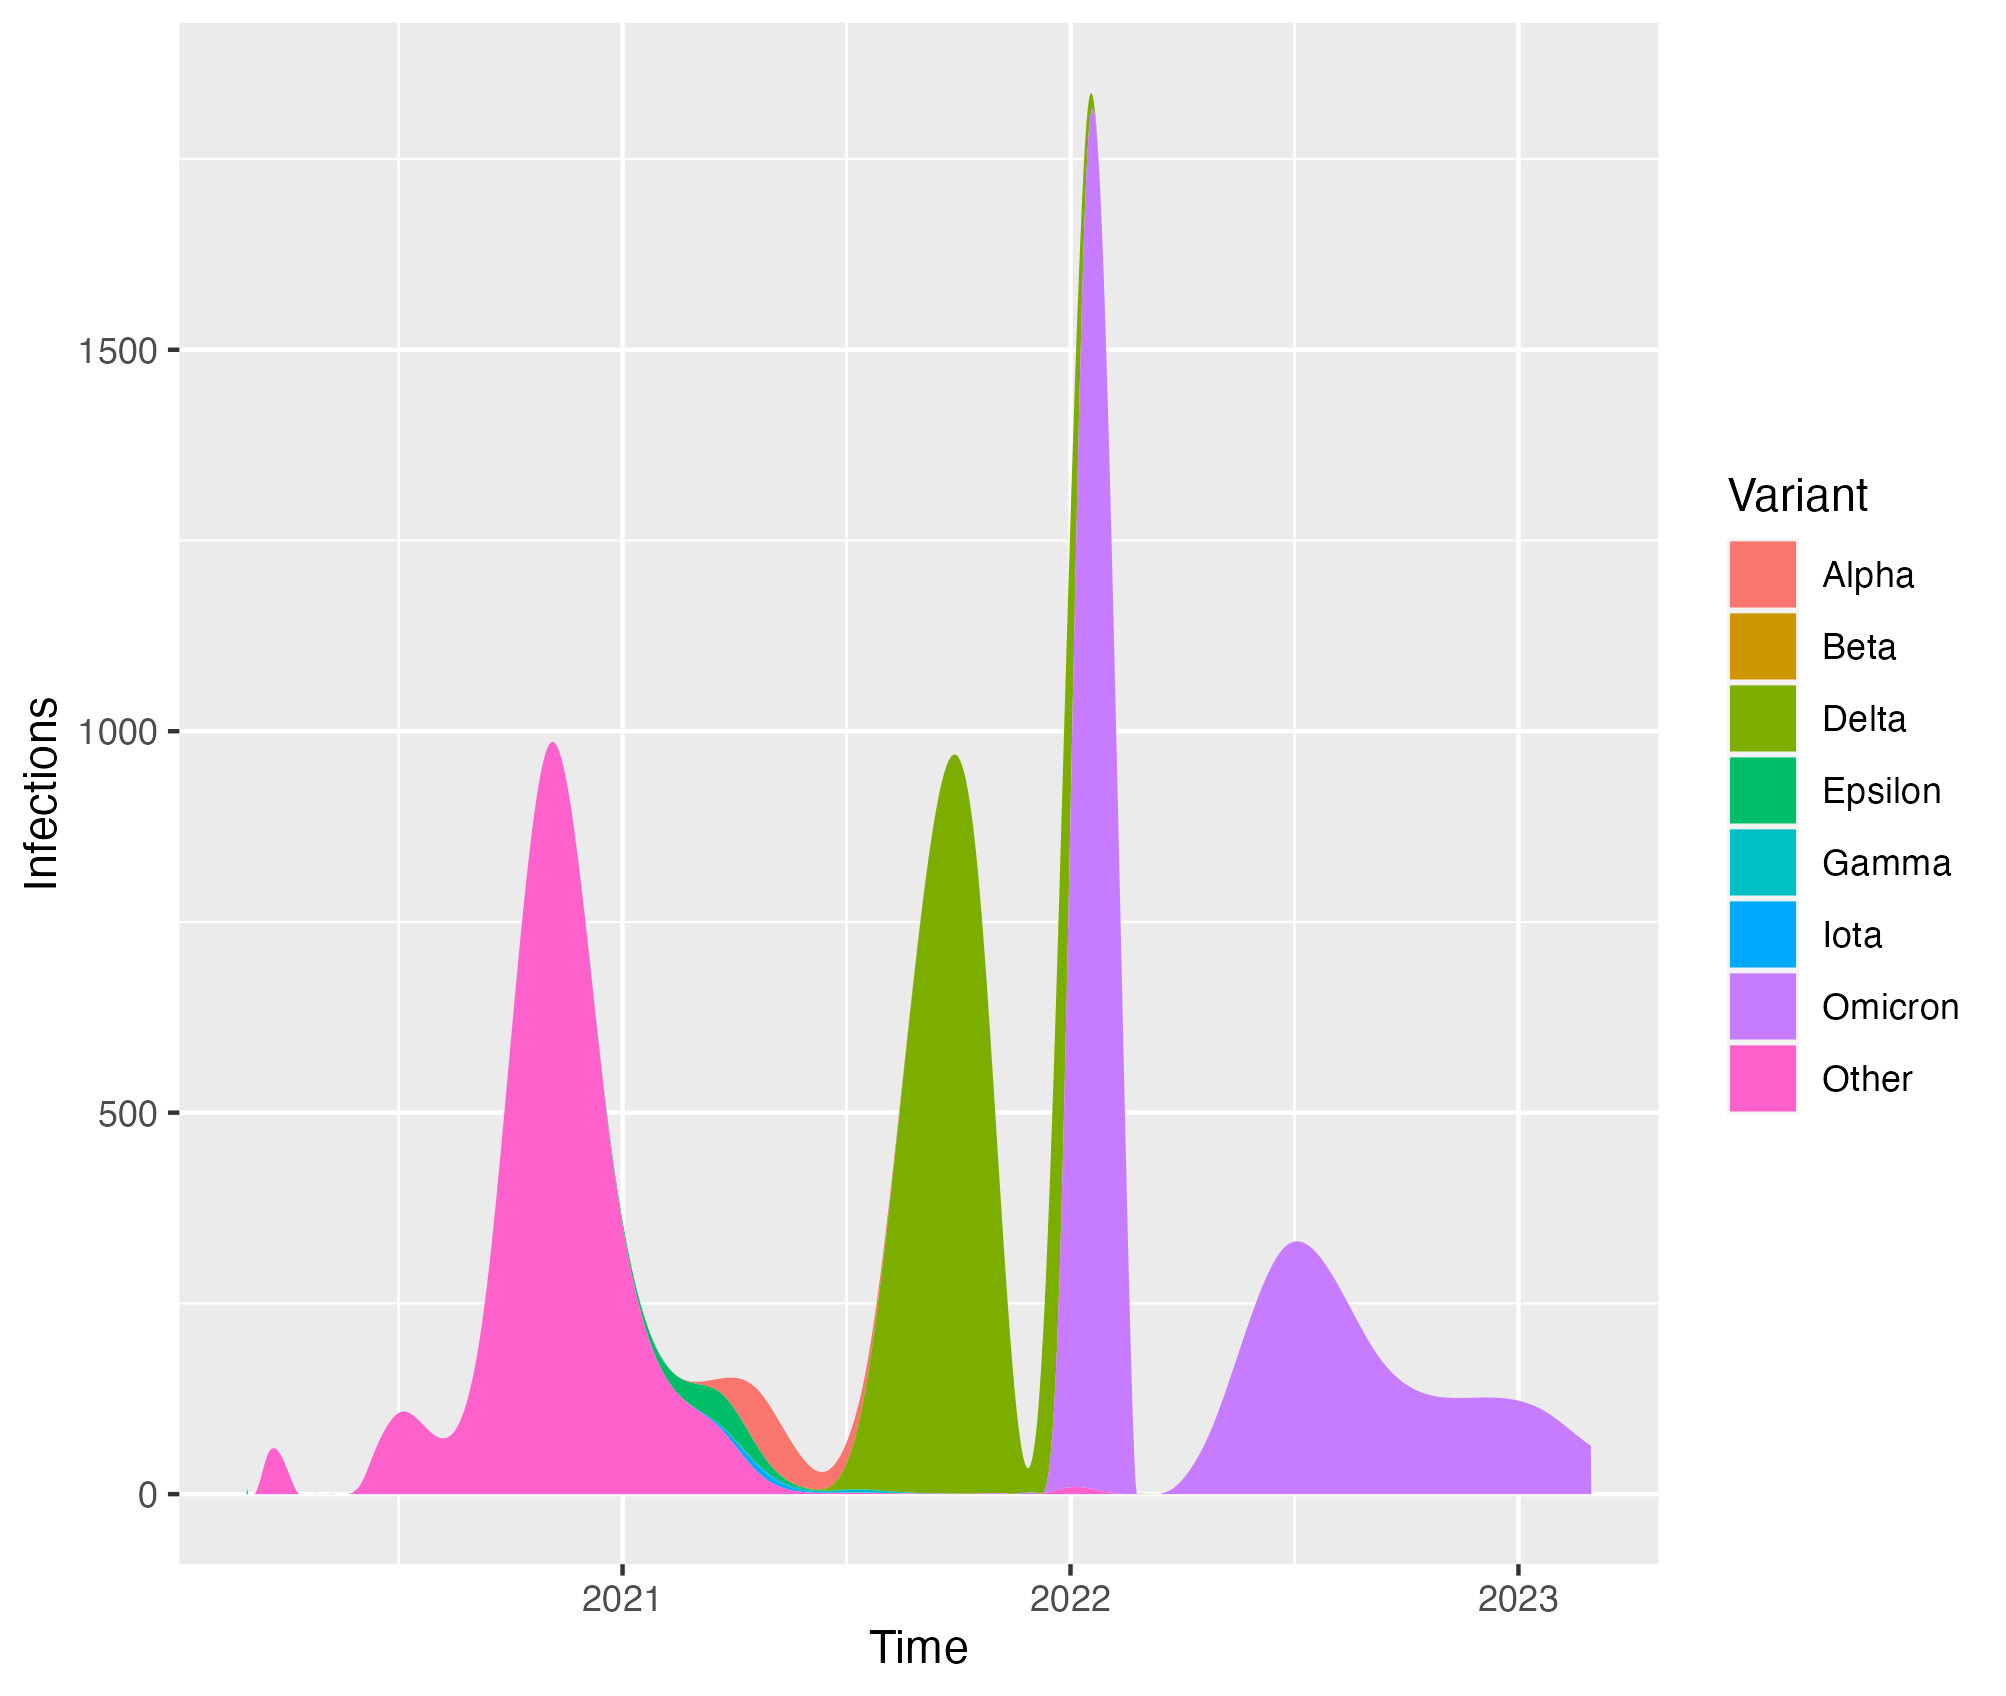 1500
1000
500
0
Infections
2021
2022
2023
Time
Variant
Alpha
Beta
Delta
Epsilon
Gamma
Iota
Omicron
Other